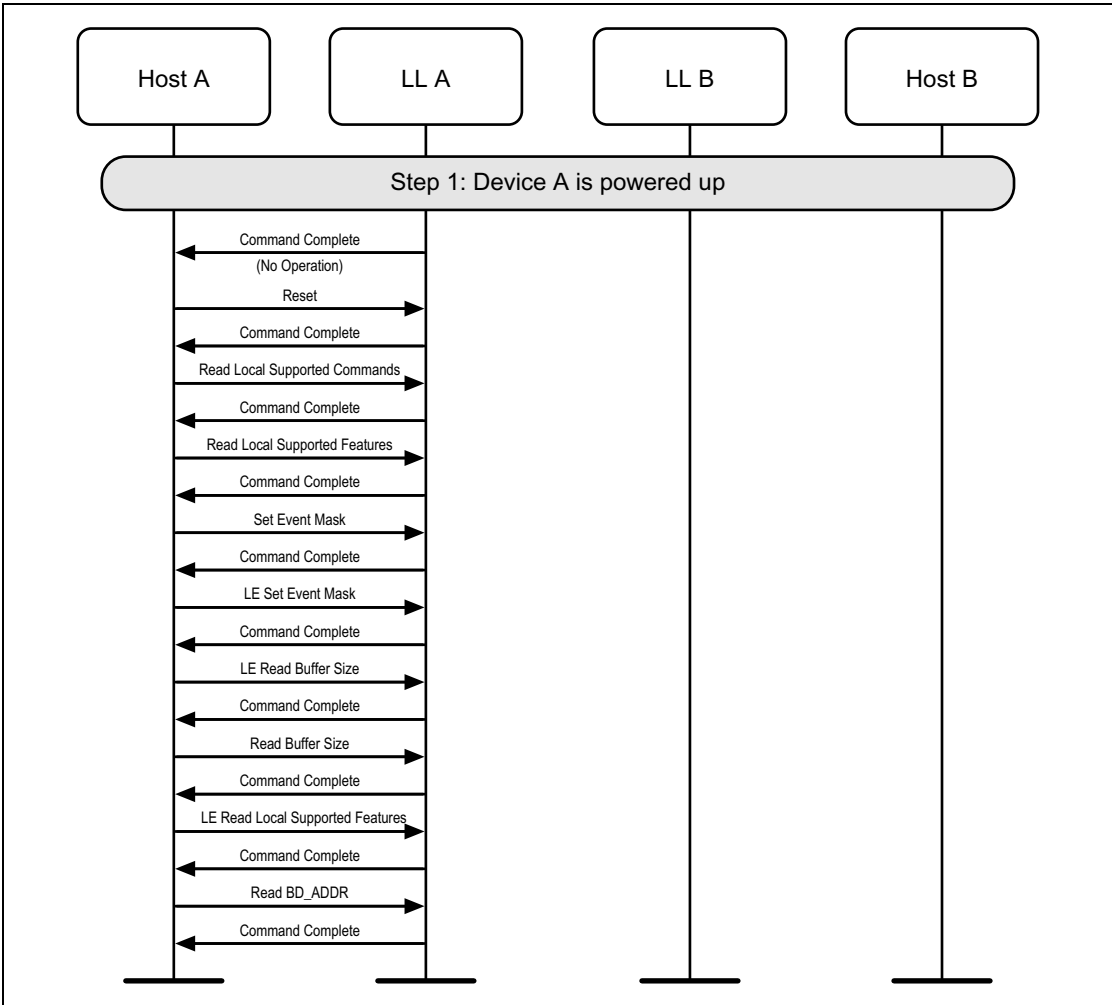 Host A
LL A
LL B
Host B
Step 1: Device A is powered up
Command Complete
(No Operation)
Reset
Command Complete
Read Local Supported Commands
Command Complete
Read Local Supported Features
Command Complete
Set Event Mask
Command Complete
LE Set Event Mask
Command Complete
LE Read Buffer Size
Command Complete
Read Buffer Size
Command Complete
LE Read Local Supported Features
Command Complete
Read BD_ADDR
Command Complete